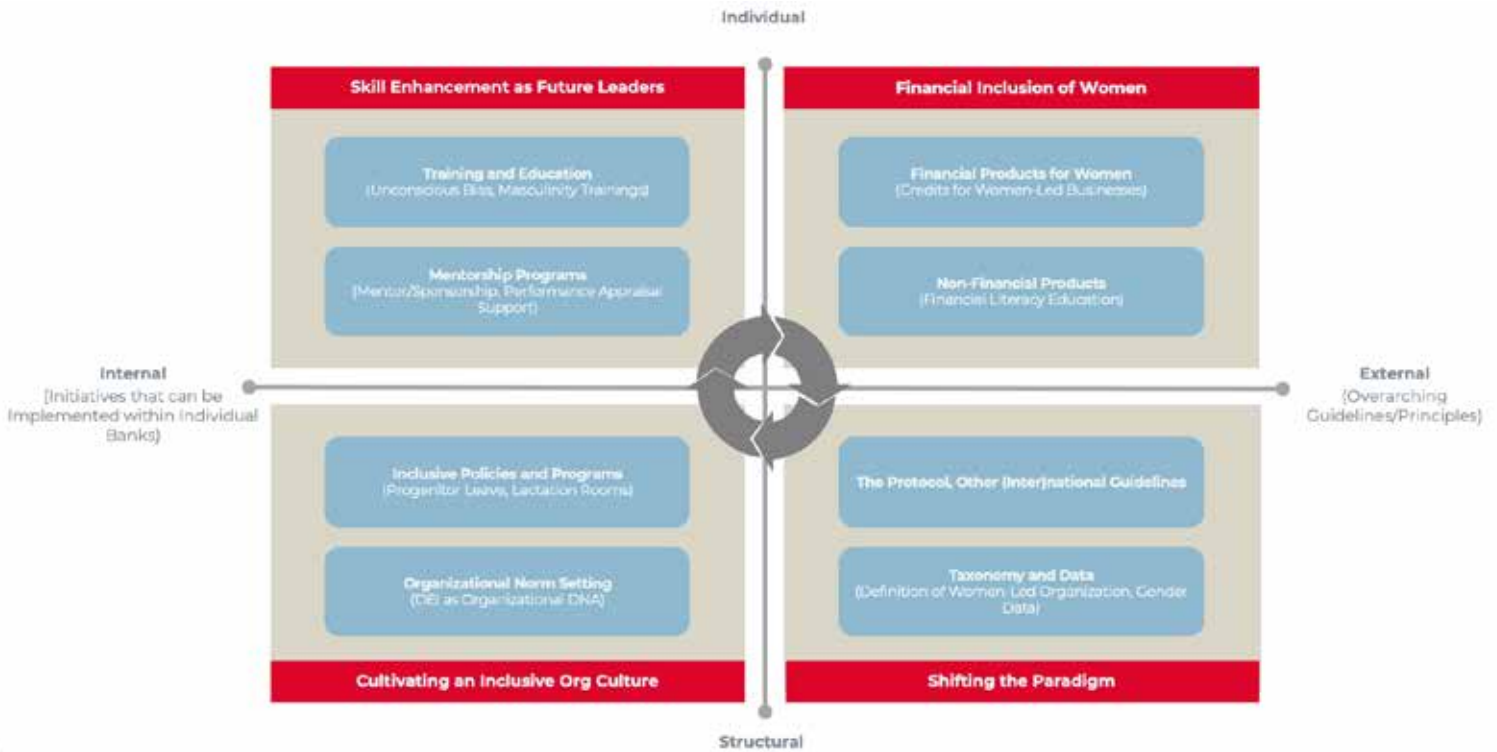 Individual
Skill Enhancement as Future Leaders
Training and Education
(Unconscious Bias, Masculinity Trainings)
Mentorship Programs
(Mentor/Sponsorship, Performance Appraisal
Support)
Financial Inclusion of Women
Financial Products for Women
(Credits for Women-Led Businesses)
Non-Financial Products
(Financial Literacy Education)
Internal
(Initiatives that can be
Implemented within Individual
Banks)
External
(Overarching
Guidelines/Principles)
Inclusive Policies and Programs
(Progenitor Leave, Lactation Rooms)
Organizational Norm Setting
(DEI as Organizational DNA)
Cultivating an Inclusive Org Culture
The Protocol, Other (Inter)national Guidelines
Taxonomy and Data
(Definition of Women-Led Organization, Gender
Data)
Shifting the Paradigm
Structural